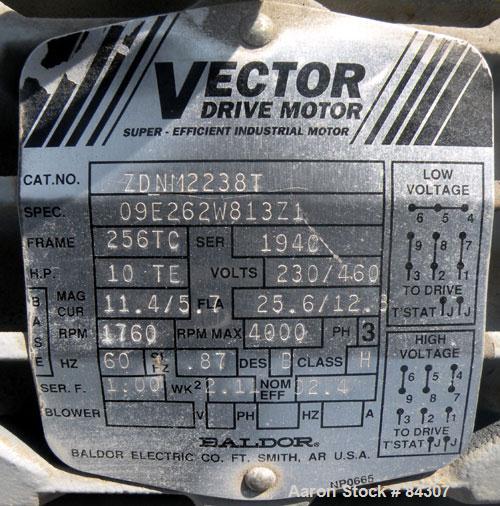 VECTOR
DRIVE MOTOR
SUPER - EFFICIENT INDUSTRIAL MOTOR
CAT.NO. ZDNM2238T
SPEC. 09E262W813Z1
FRAME 256TC SER 194C
H.P. 10 TE VOLTS 230/460
BASE
MAG CUR 11.4/5.7 FLA 25.6/12.8
RPM 1760 RPM MAX 4000 PH 3
HZ 60 .87 DES D CLASS H
SER. F. 1.00 WK2 2.11 NOM EFF
BLOWER V PH HZ A
BALDOR
BALDOR ELECTRIC CO. FT. SMITH, AR U.S.A.
NP0665
LOW
VOLTAGE
6 5 4
9 8 7
3 2 1
TO DRIVE
T'STAT J J
HIGH
VOLTAGE
6 5 4
9 8 7
3 2 1
TO DRIVE
T'STAT J J
Aaron Stock # 84307